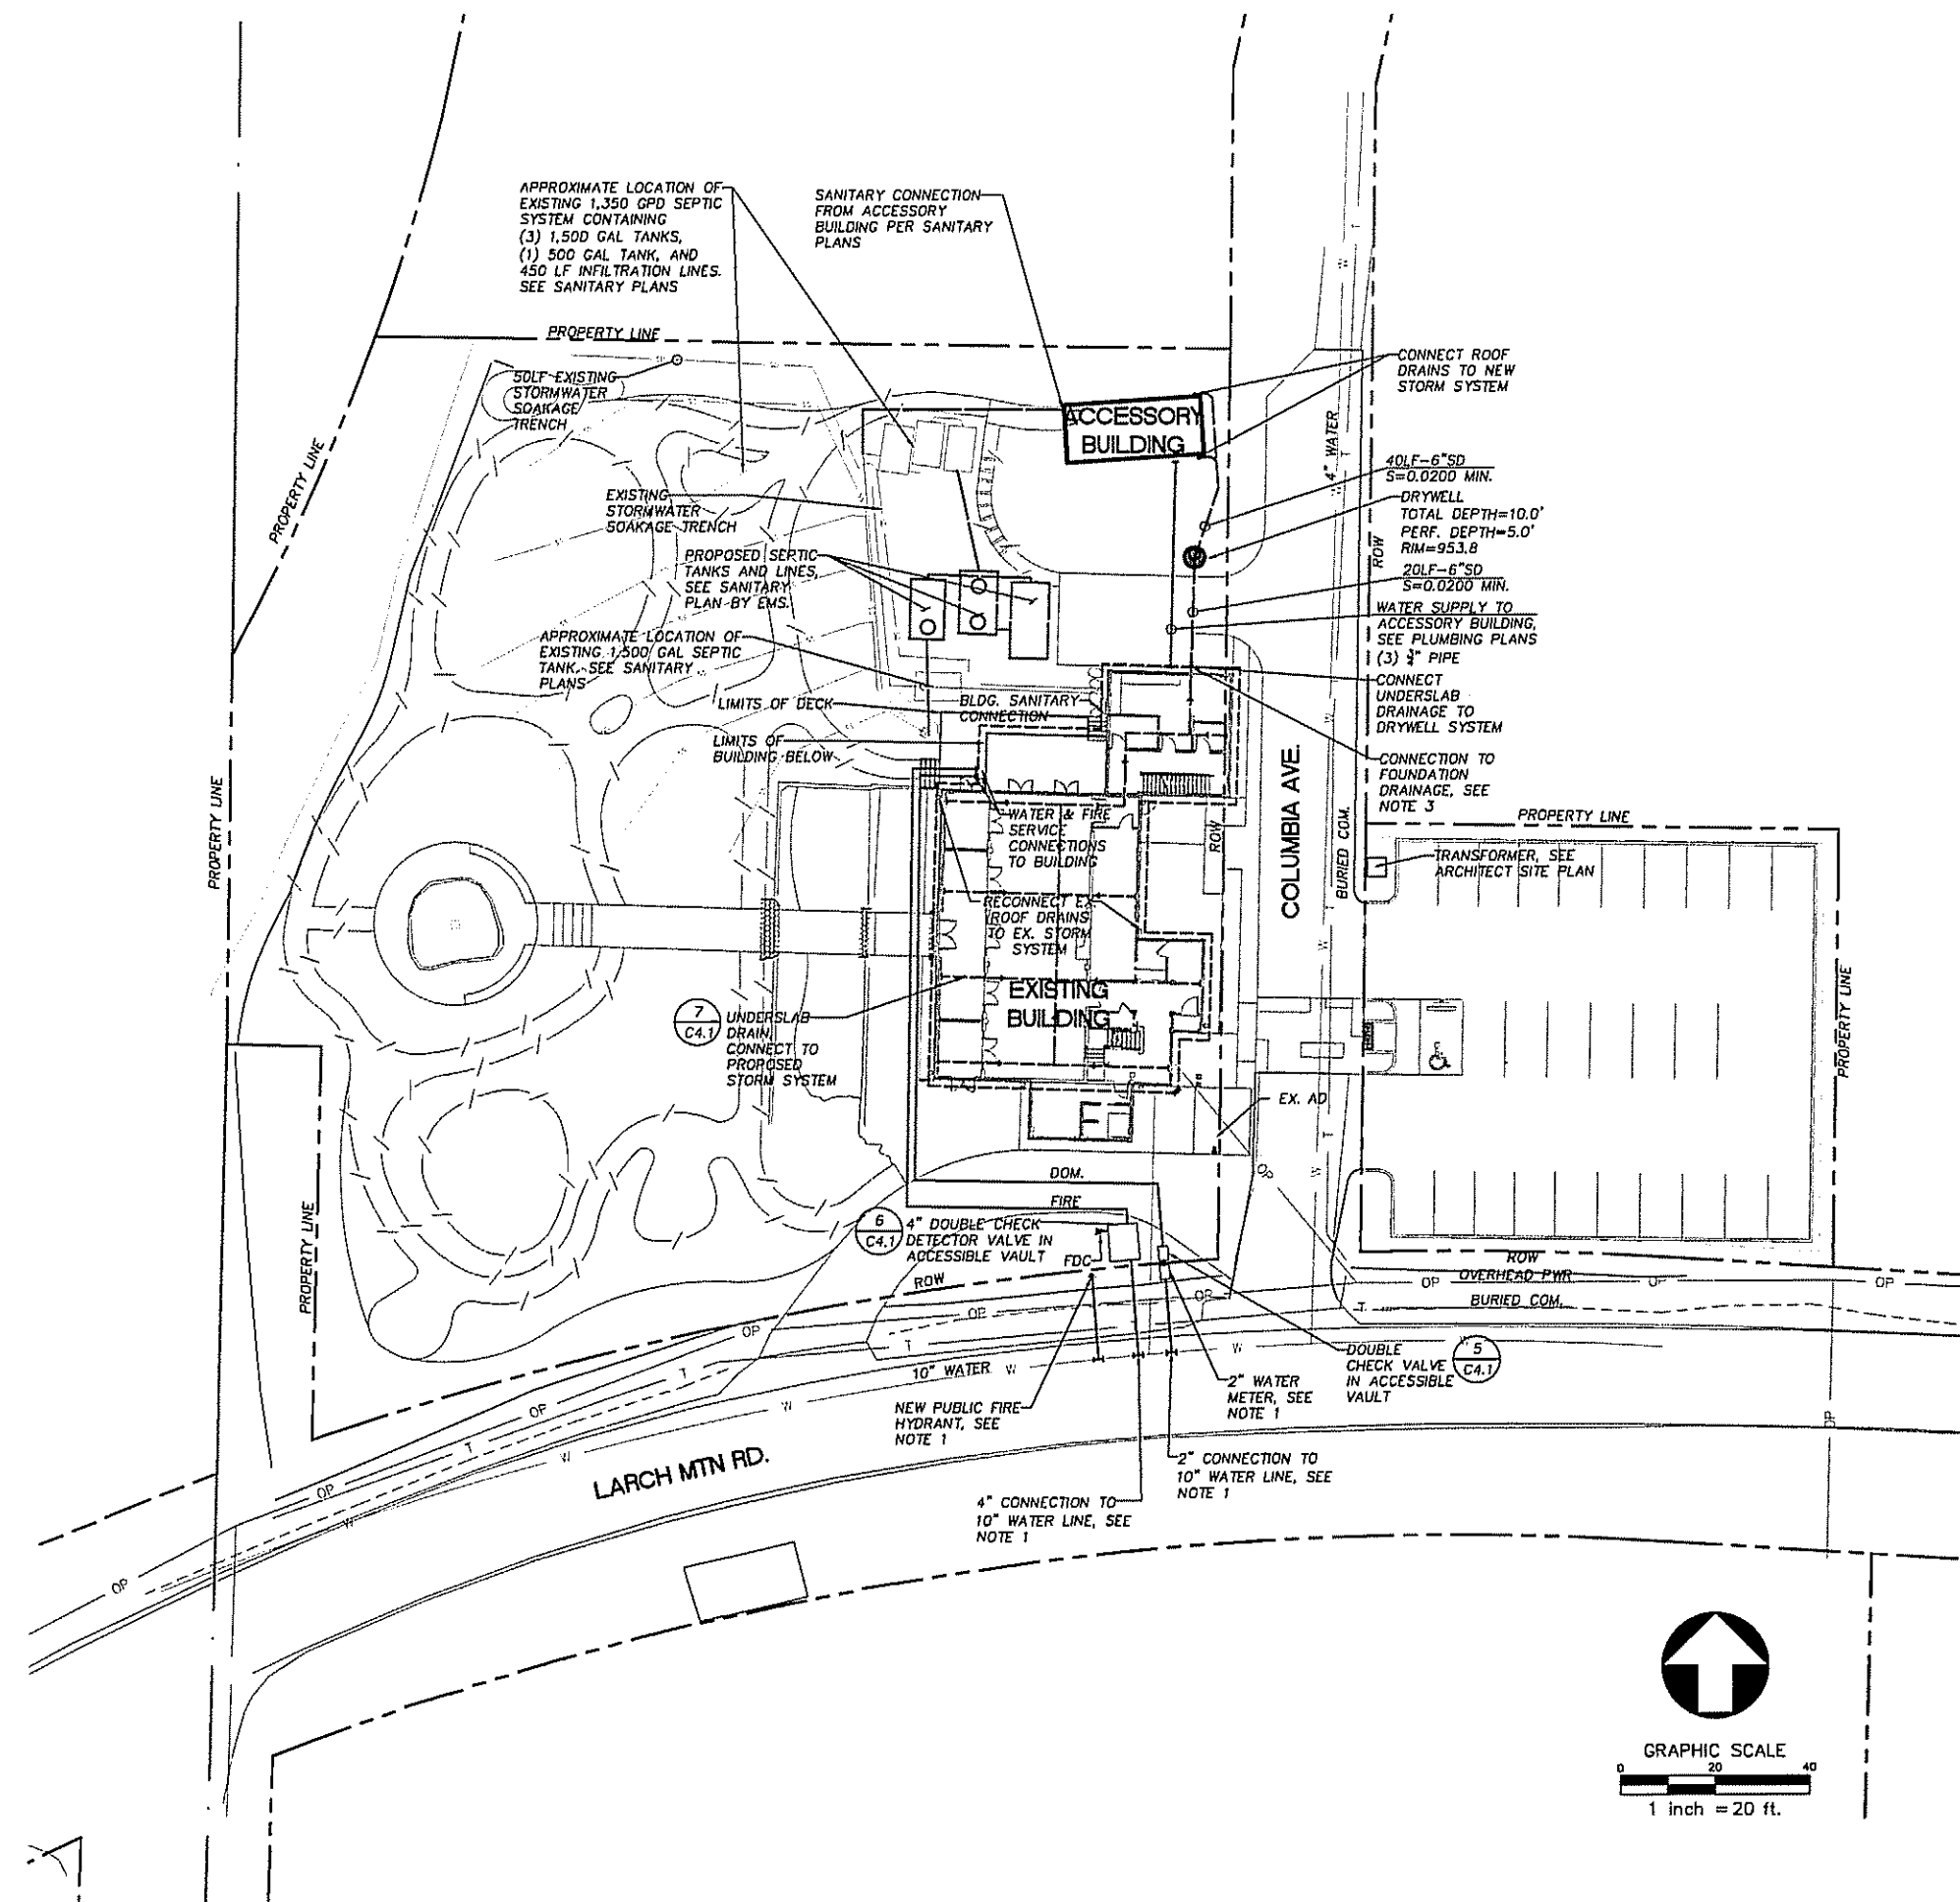 APPROXIMATE LOCATION OF
EXISTING 1,350 GPD SEPTIC
SYSTEM CONTAINING
(3) 1,500 GAL TANKS,
(1) 500 GAL TANK, AND
450 LF INFILTRATION LINES.
SEE SANITARY PLANS
SANITARY CONNECTION
FROM ACCESSORY
BUILDING PER SANITARY
PLANS
PROPERTY LINE
50LF EXISTING
STORMWATER
SOAKAGE
TRENCH
CONNECT ROOF
DRAINS TO NEW
STORM SYSTEM
ACCESSORY
BUILDING
4" WATER
ROW
PROPERTY LINE
40LF-6"SD
S=0.0200 MIN.
DRYWELL
TOTAL DEPTH=10.0'
PERF. DEPTH=5.0'
RIM=953.8
20LF-6"SD
S=0.0200 MIN.
WATER SUPPLY TO
ACCESSORY BUILDING,
SEE PLUMBING PLANS
(3) ¾" PIPE
CONNECT
UNDERSLAB
DRAINAGE TO
DRYWELL SYSTEM
CONNECTION TO
FOUNDATION
DRAINAGE, SEE
NOTE 3
EXISTING
STORMWATER
SOAKAGE TRENCH
PROPOSED SEPTIC
TANKS AND LINES,
SEE SANITARY
PLAN BY EMS.
APPROXIMATE LOCATION OF
EXISTING 1,500 GAL SEPTIC
TANK. SEE SANITARY
PLANS
LIMITS OF DECK
BLDG. SANITARY
CONNECTION
LIMITS OF
BUILDING BELOW
PROPERTY LINE
COLUMBIA AVE.
BURIED COM.
ROW
PROPERTY LINE
TRANSFORMER, SEE
ARCHITECT SITE PLAN
WATER & FIRE
SERVICE
CONNECTIONS
TO BUILDING
RECONNECT EX.
ROOF DRAINS
TO EX. STORM
SYSTEM
EXISTING
BUILDING
7
C4.1
UNDERSLAB
DRAIN
CONNECT TO
PROPOSED
STORM SYSTEM
PROPERTY LINE
EX. AD
DOM.
FIRE
6
C4.1
4" DOUBLE CHECK
DETECTOR VALVE IN
ACCESSIBLE VAULT
FDC
PROPERTY LINE
ROW
ROW
OP
OVERHEAD PWR
OP
OP
BURIED COM.
OP
OP
OP
OP
T
T
T
T
T
T
T
W
W
W
W
W
W
W
W
W
W
10" WATER
DOUBLE
CHECK VALVE
IN ACCESSIBLE
VAULT
5
C4.1
2" WATER
METER, SEE
NOTE 1
NEW PUBLIC FIRE
HYDRANT, SEE
NOTE 1
2" CONNECTION TO
10" WATER LINE, SEE
NOTE 1
4" CONNECTION TO
10" WATER LINE, SEE
NOTE 1
LARCH MTN RD.
OP
OP
OP
GRAPHIC SCALE
0 20 40
1 inch = 20 ft.